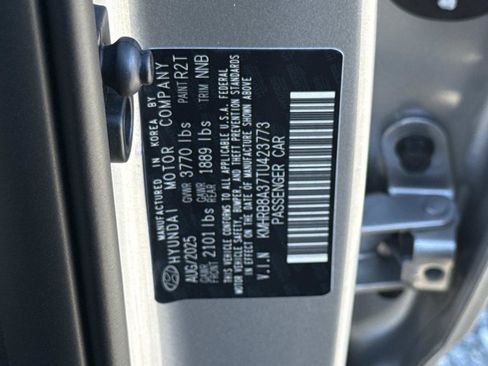 MANUFACTURED IN KOREA BY
HYUNDAI MOTOR COMPANY
AUG/2025 GVWR 3770 lbs PAINT R2T
GAWR FRONT 2101 lbs GAWR REAR 1889 lbs TRIM NNB
THIS VEHICLE CONFORMS TO ALL APPLICABLE U.S.A. FEDERAL
MOTOR VEHICLE SAFETY, BUMPER, AND THEFT PREVENTION STANDARDS
IN EFFECT ON THE DATE OF MANUFACTURE SHOWN ABOVE
V.I.N KMHRB8A37TU423773
PASSENGER CAR